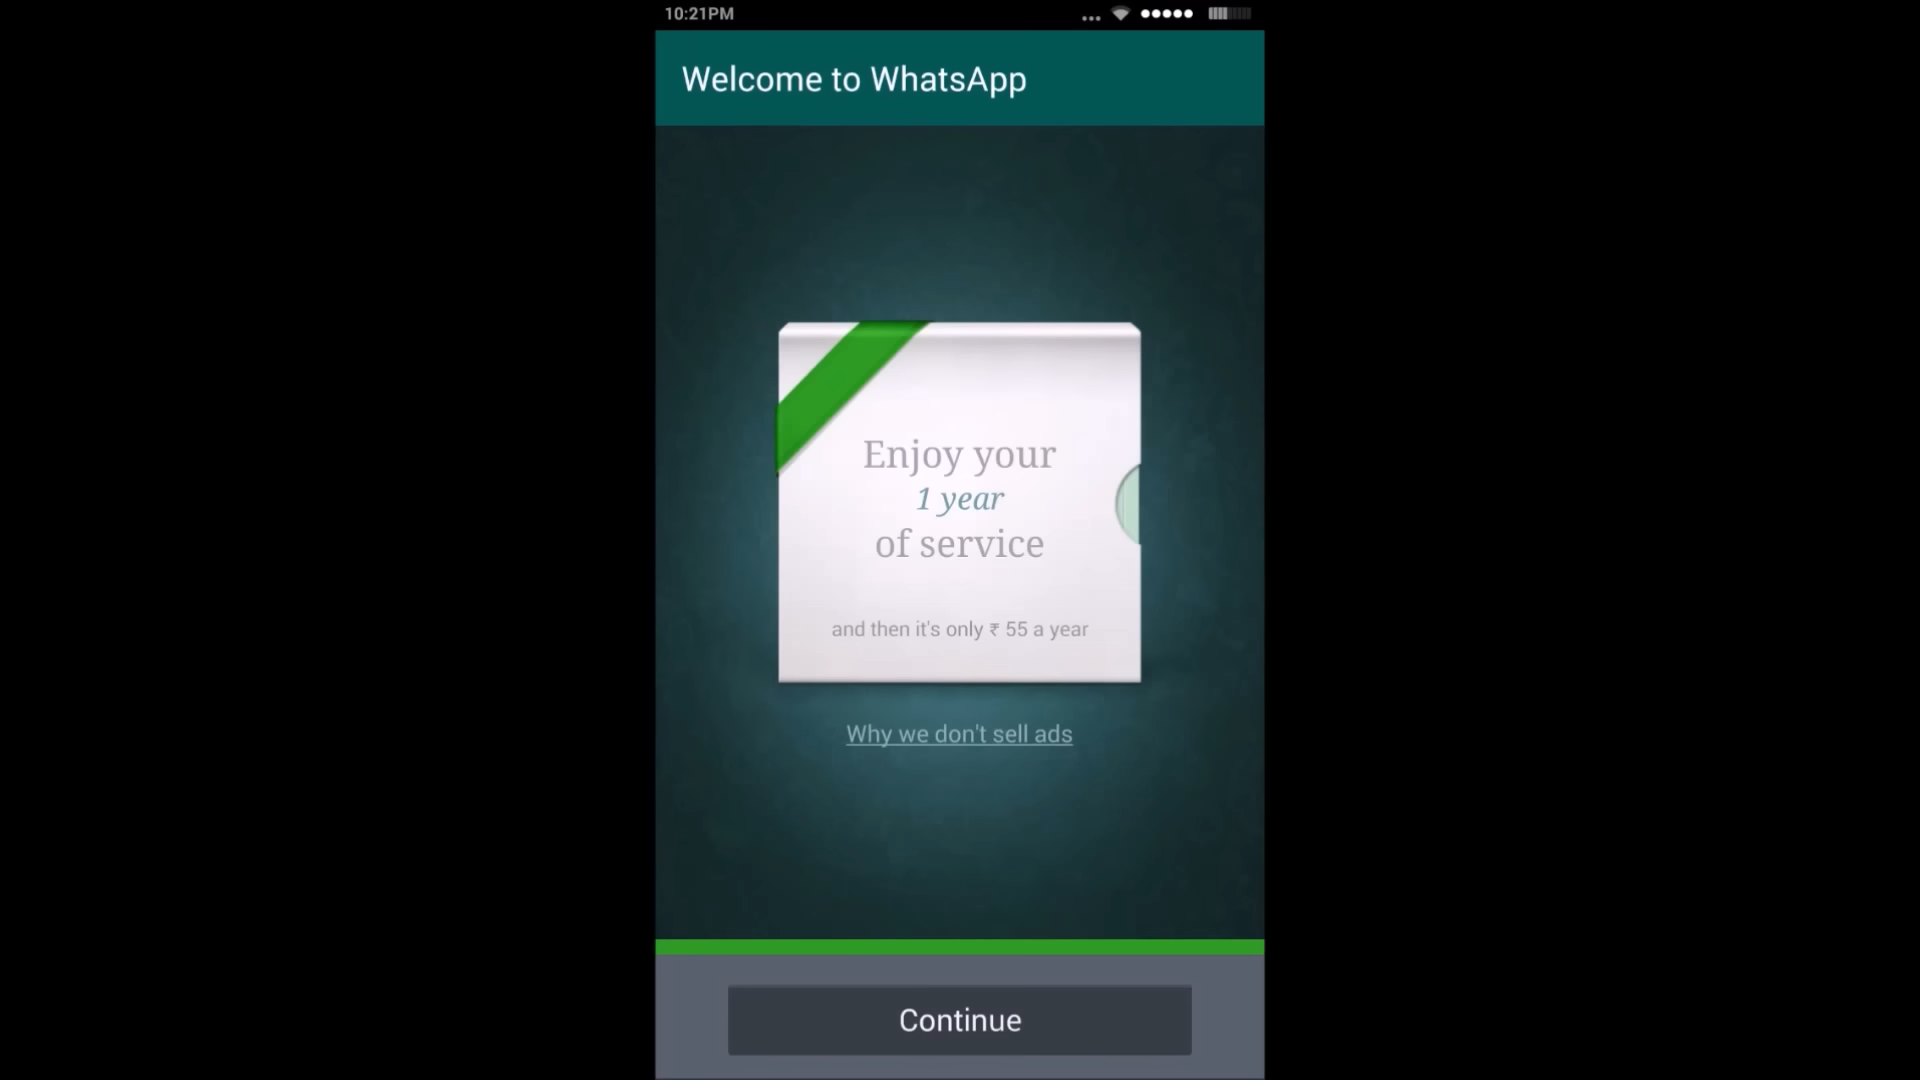 10:21PM
Welcome to WhatsApp
Enjoy your
1 year
of service
and then it's only ₹ 55 a year
Why we don't sell ads
Continue